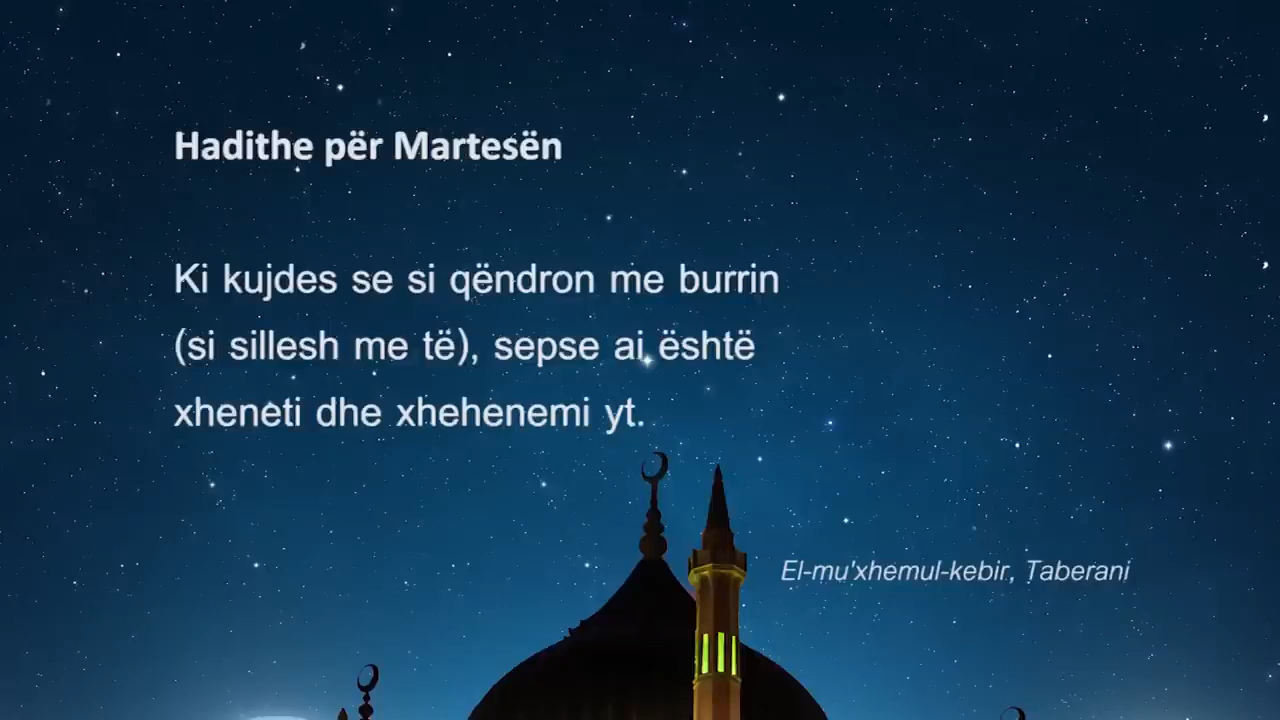 Hadithe për Martesën
Ki kujdes se si qëndron me burrin
(si sillesh me të), sepse ai është
xheneti dhe xhehenemi yt.
El-mu'xhemul-kebir, Taberani